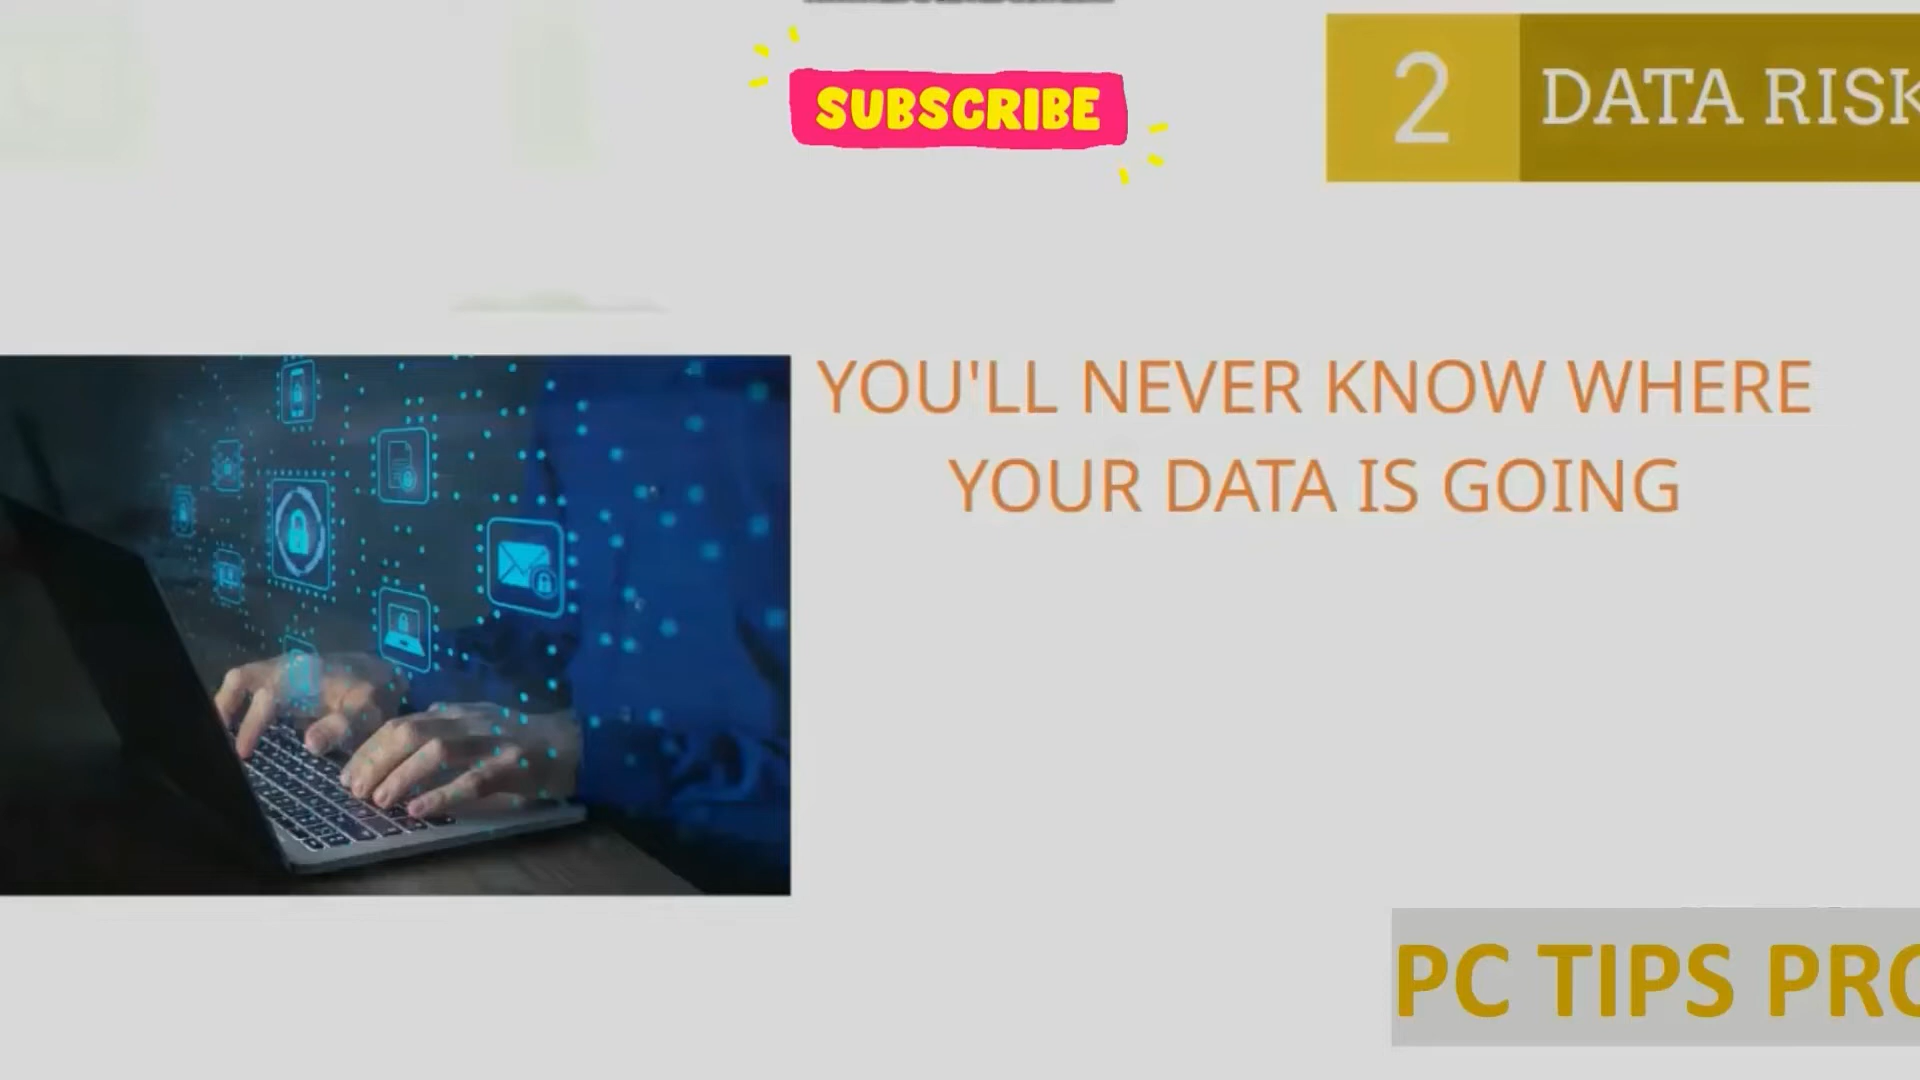 SUBSCRIBE
2 DATA RISK
YOU'LL NEVER KNOW WHERE
YOUR DATA IS GOING
PC TIPS PRO